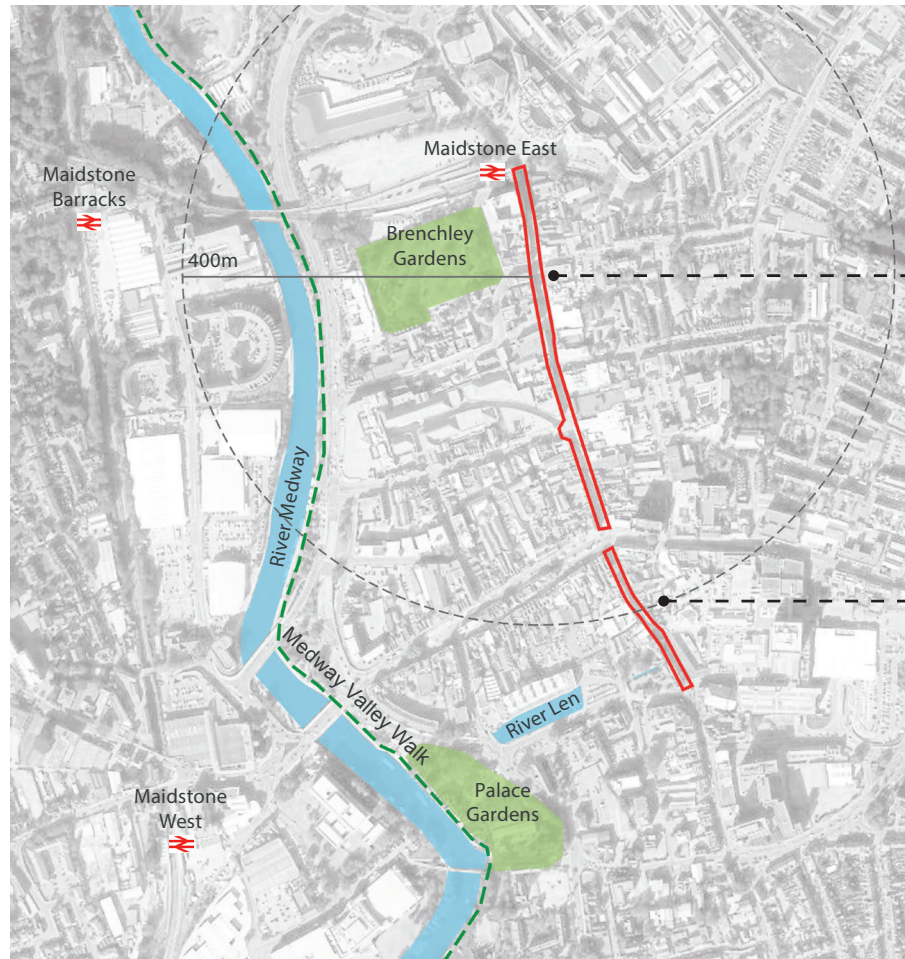 Maidstone East
Maidstone
Barracks
Brenchley
Gardens
400m
River Medway
Medway Valley Walk
River Len
Palace
Gardens
Maidstone
West